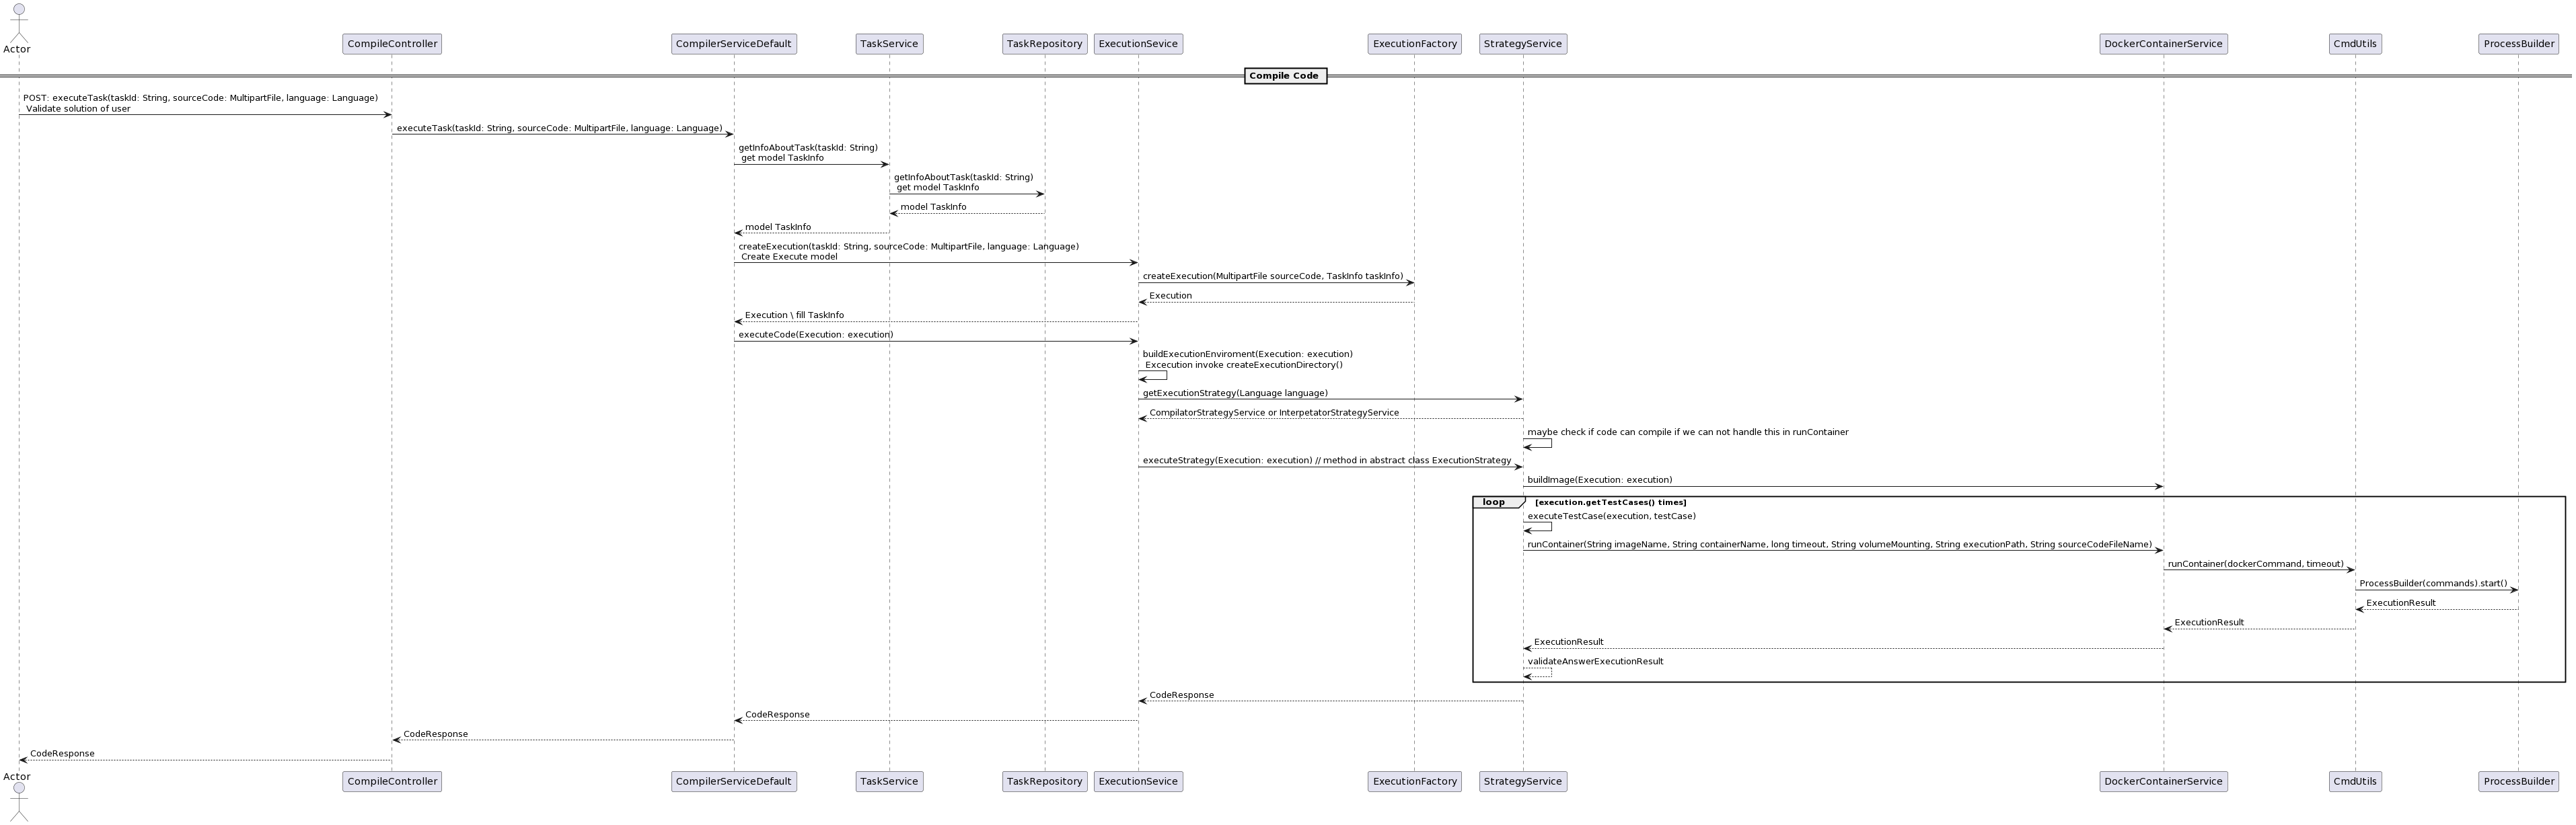 Actor
CompileController
CompilerServiceDefault
TaskService
TaskRepository
ExecutionSevice
ExecutionFactory
StrategyService
DockerContainerService
CmdUtils
ProcessBuilder
Compile Code
POST: executeTask(taskId: String, sourceCode: MultipartFile, language: Language)
Validate solution of user
executeTask(taskId: String, sourceCode: MultipartFile, language: Language)
getInfoAboutTask(taskId: String)
get model TaskInfo
getInfoAboutTask(taskId: String)
get model TaskInfo
model TaskInfo
model TaskInfo
createExecution(taskId: String, sourceCode: MultipartFile, language: Language)
Create Execute model
createExecution(MultipartFile sourceCode, TaskInfo taskInfo)
Execution
Execution \ fill TaskInfo
executeCode(Execution: execution)
buildExecutionEnviroment(Execution: execution)
Excecution invoke createExecutionDirectory()
getExecutionStrategy(Language language)
CompilatorStrategyService or InterpetatorStrategyService
maybe check if code can compile if we can not handle this in runContainer
executeStrategy(Execution: execution) // method in abstract class ExecutionStrategy
buildImage(Execution: execution)
loop [execution.getTestCases() times]
executeTestCase(execution, testCase)
runContainer(String imageName, String containerName, long timeout, String volumeMounting, String executionPath, String sourceCodeFileName)
runContainer(dockerCommand, timeout)
ProcessBuilder(commands).start()
ExecutionResult
ExecutionResult
ExecutionResult
validateAnswerExecutionResult
CodeResponse
CodeResponse
CodeResponse
CodeResponse
Actor
CompileController
CompilerServiceDefault
TaskService
TaskRepository
ExecutionSevice
ExecutionFactory
StrategyService
DockerContainerService
CmdUtils
ProcessBuilder